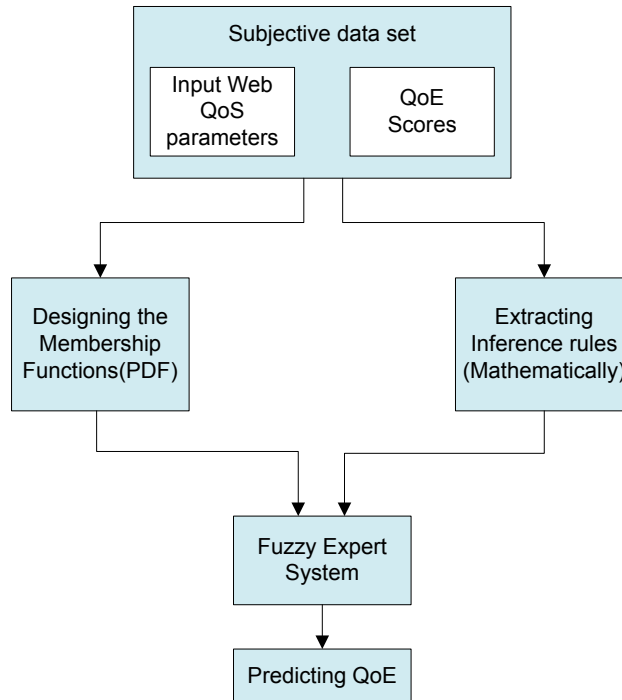 Subjective data set
Input Web
QoS
parameters
QoE
Scores
Designing the
Membership
Functions(PDF)
Extracting
Inference rules
(Mathematically)
Fuzzy Expert
System
Predicting QoE